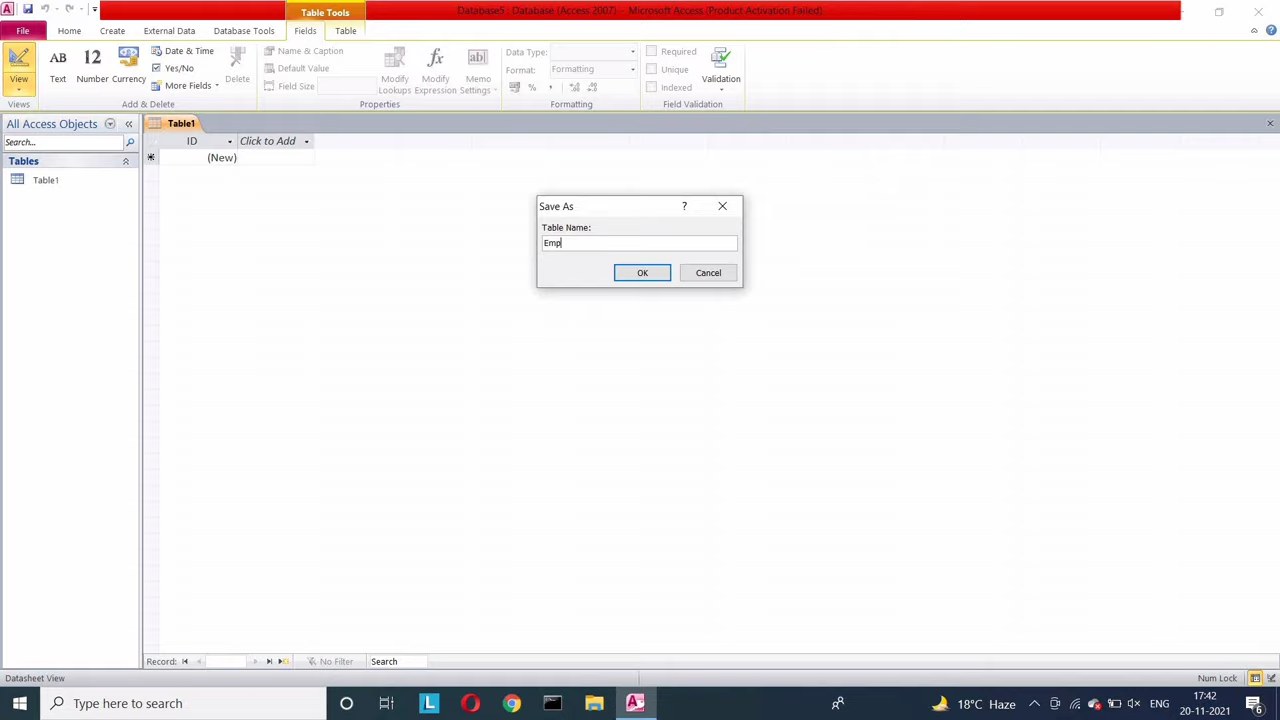 Table Tools
Database5 : Database (Access 2007) - Microsoft Access (Product Activation Failed)
File Home Create External Data Database Tools Fields Table
View
Views
AB
Text
12
Number
Currency
Date & Time
Yes/No
More Fields
Delete
Add & Delete
Name & Caption
Default Value
Field Size
Modify Lookups
fx
Modify Expression
ab
Memo Settings
Properties
Data Type:
Format: Formatting
%
Formatting
Required
Unique
Indexed
Validation
Field Validation
All Access Objects
Search...
Tables
Table1
Table1
ID Click to Add
(New)
Save As
Table Name:
Emp
OK Cancel
Record: No Filter Search
Datasheet View Num Lock
Type here to search
L
18°C Haze
ENG
17:42
20-11-2021
6